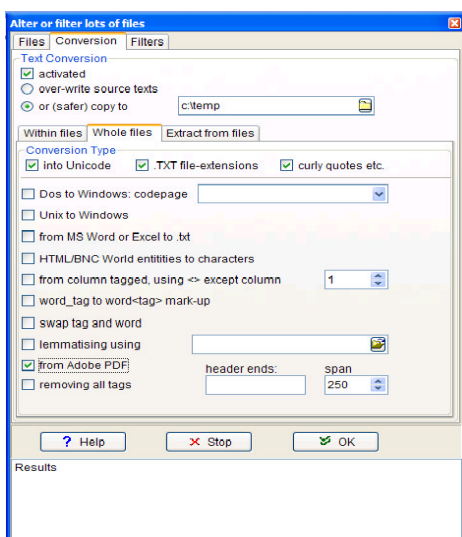 Alter or filter lots of files
Files Conversion Filters
Text Conversion
activated
over-write source texts
or (safer) copy to c:\temp
Within files Whole files Extract from files
Conversion Type
into Unicode .TXT file-extensions curly quotes etc.
Dos to Windows: codepage
Unix to Windows
from MS Word or Excel to .txt
HTML/BNC World entitities to characters
from column tagged, using <> except column 1
word_tag to word<tag> mark-up
swap tag and word
lemmatising using
from Adobe PDF header ends: span
removing all tags 250
? Help X Stop OK
Results